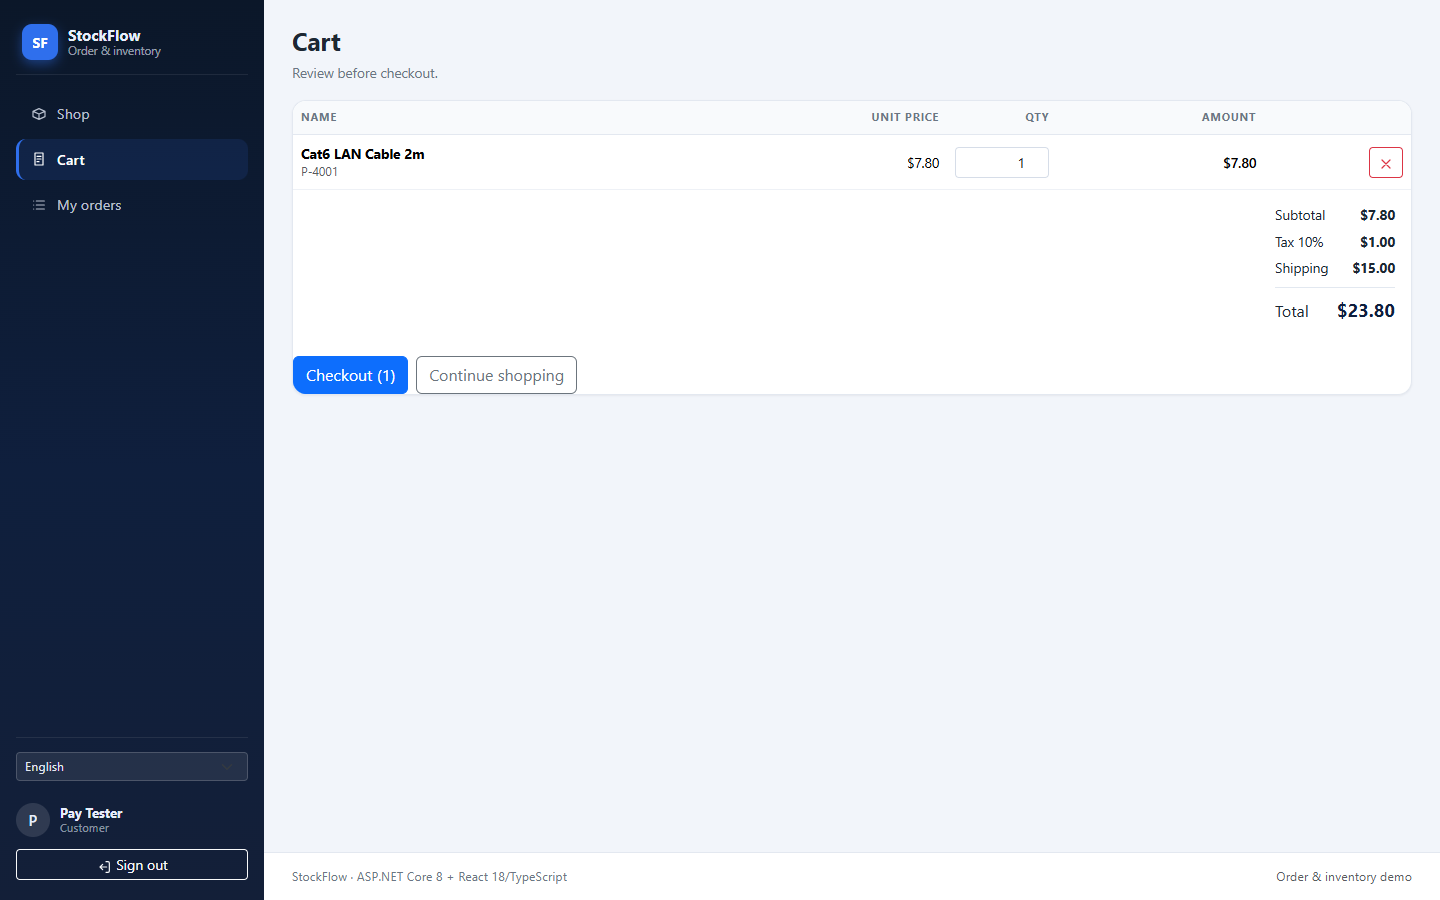 SF
StockFlow
Order & inventory
Shop
Cart
My orders
English
P
Pay Tester
Customer
Sign out
Cart
Review before checkout.
NAME UNIT PRICE QTY AMOUNT
Cat6 LAN Cable 2m
P-4001
$7.80 1 $7.80
Subtotal $7.80
Tax 10% $1.00
Shipping $15.00
Total $23.80
Checkout (1) Continue shopping
StockFlow · ASP.NET Core 8 + React 18/TypeScript
Order & inventory demo